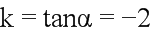 k = tanα = −2